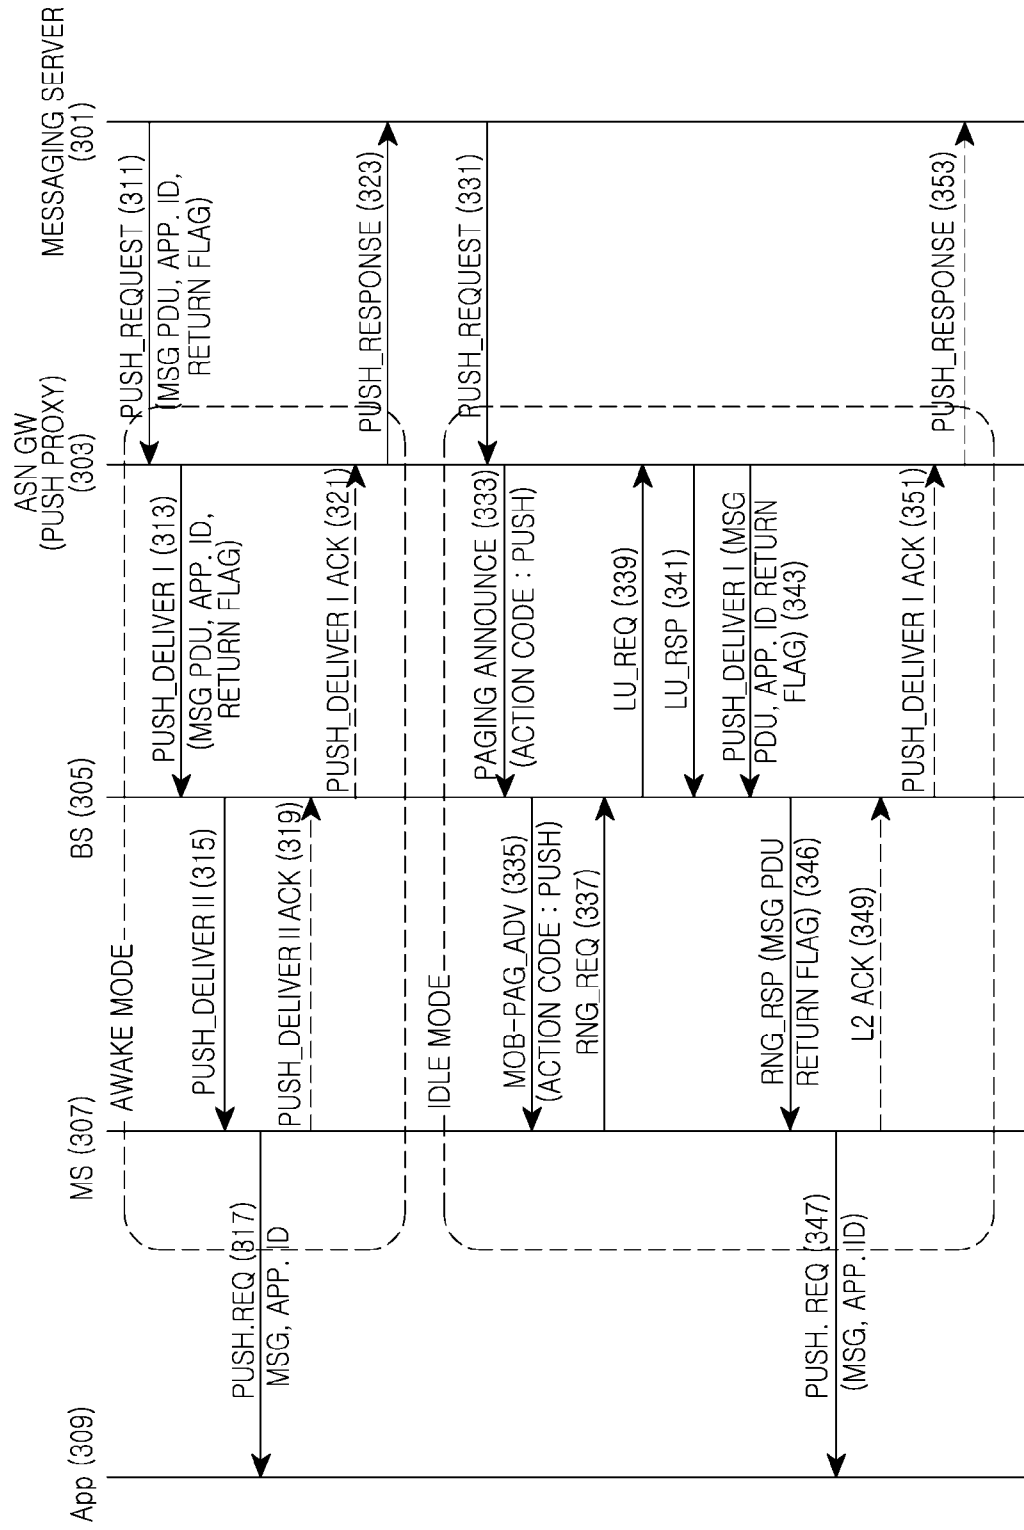 App (309)
MS (307)
BS (305)
ASN GW
(PUSH PROXY)
(303)
MESSAGING SERVER
(301)
AWAKE MODE
PUSH_REQUEST (311)
(MSG PDU, APP. ID,
RETURN FLAG)
PUSH_DELIVER I (313)
(MSG PDU, APP. ID,
RETURN FLAG)
PUSH_DELIVER II (315)
PUSH.REQ (317)
MSG, APP. ID
PUSH_DELIVER II ACK (319)
PUSH_DELIVER I ACK (321)
PUSH_RESPONSE (323)
IDLE MODE
PUSH_REQUEST (331)
PAGING ANNOUNCE (333)
(ACTION CODE : PUSH)
MOB-PAG_ADV (335)
(ACTION CODE : PUSH)
RNG_REQ (337)
LU_REQ (339)
LU_RSP (341)
PUSH_DELIVER I (MSG
PDU, APP. ID RETURN
FLAG) (343)
RNG_RSP (MSG PDU
RETURN FLAG) (346)
PUSH. REQ (347)
(MSG, APP. ID)
L2 ACK (349)
PUSH_DELIVER I ACK (351)
PUSH_RESPONSE (353)